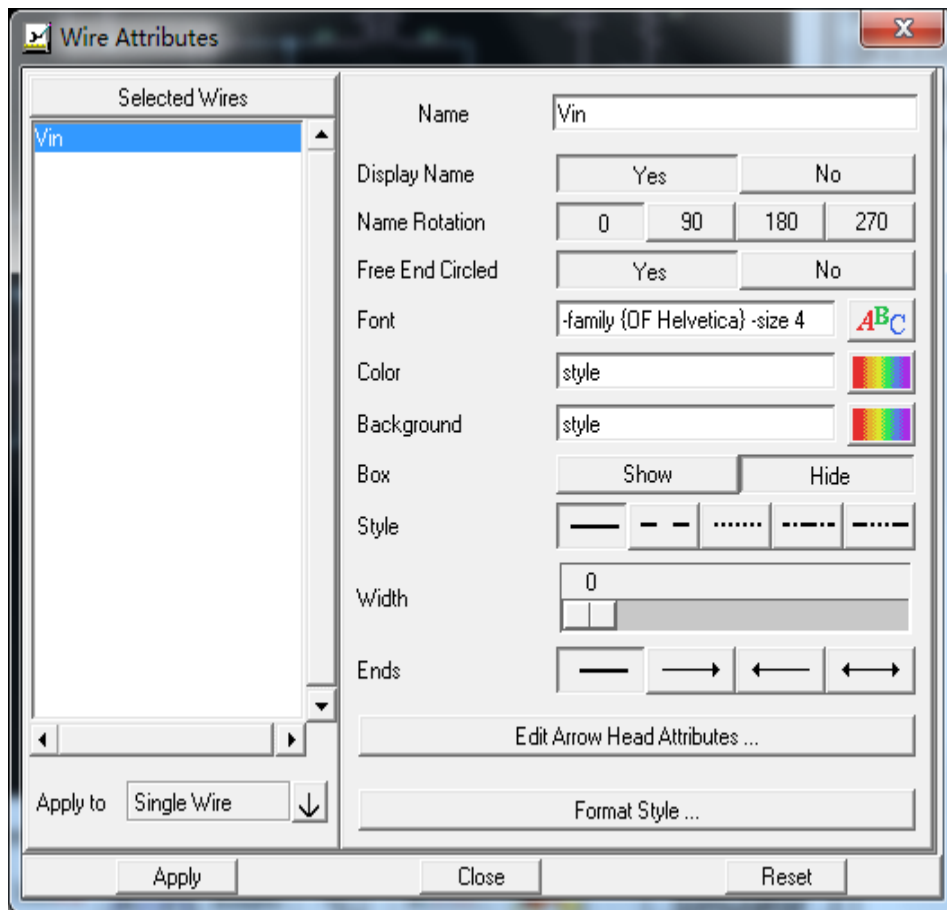 Wire Attributes
x
Selected Wires
Vin
Name Vin
Display Name Yes No
Name Rotation 0 90 180 270
Free End Circled Yes No
Font -family {OF Helvetica} -size 4 ABC
Color style
Background style
Box Show Hide
Style
Width 0
Ends
Edit Arrow Head Attributes ...
Apply to Single Wire
Format Style ...
Apply Close Reset